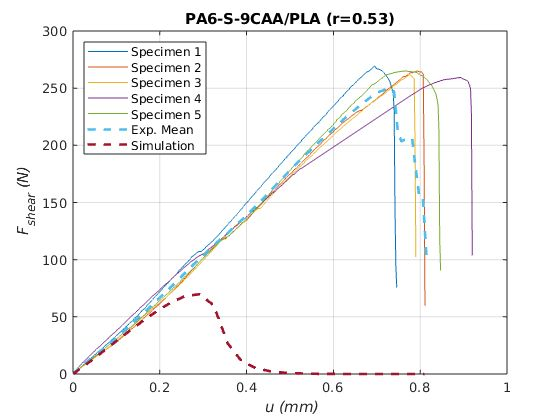 PA6-S-9CAA/PLA (r=0.53)
300
250
200
150
100
50
0
F_shear (N)
Specimen 1
Specimen 2
Specimen 3
Specimen 4
Specimen 5
Exp. Mean
Simulation
0 0.2 0.4 0.6 0.8 1
u (mm)